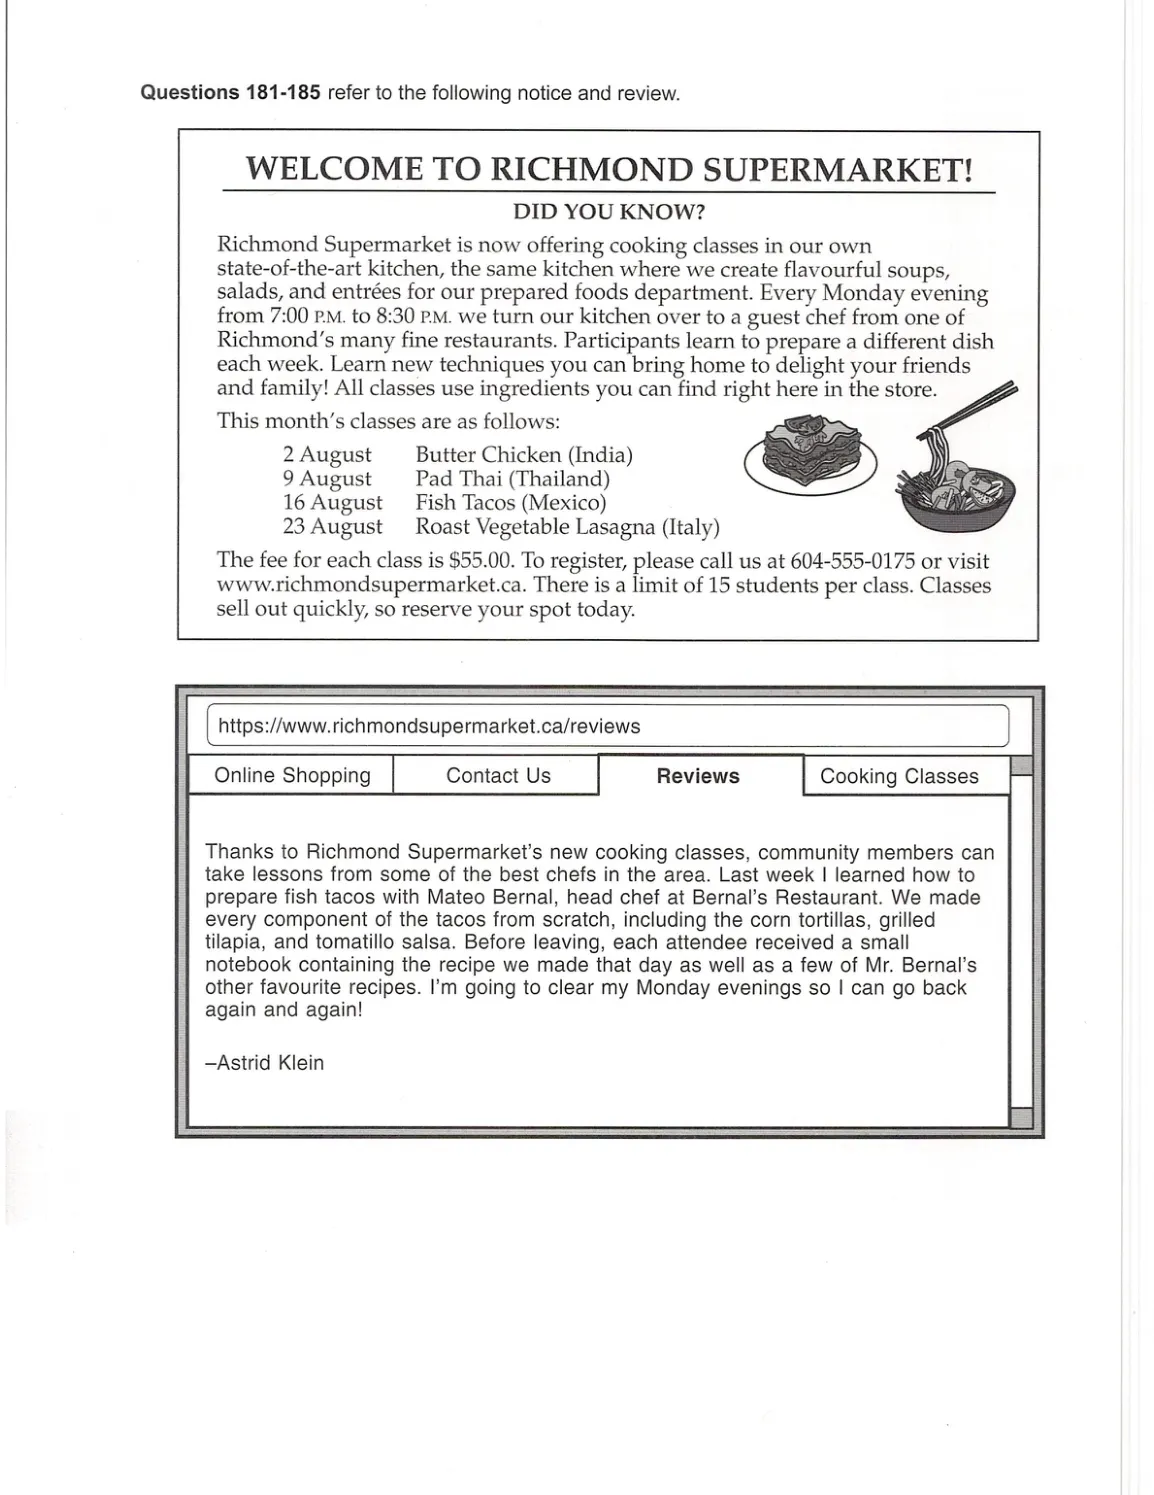 Questions 181-185 refer to the following notice and review.
WELCOME TO RICHMOND SUPERMARKET!
DID YOU KNOW?
Richmond Supermarket is now offering cooking classes in our own
state-of-the-art kitchen, the same kitchen where we create flavourful soups,
salads, and entrées for our prepared foods department. Every Monday evening
from 7:00 P.M. to 8:30 P.M. we turn our kitchen over to a guest chef from one of
Richmond's many fine restaurants. Participants learn to prepare a different dish
each week. Learn new techniques you can bring home to delight your friends
and family! All classes use ingredients you can find right here in the store.
This month's classes are as follows:
2 August Butter Chicken (India)
9 August Pad Thai (Thailand)
16 August Fish Tacos (Mexico)
23 August Roast Vegetable Lasagna (Italy)
The fee for each class is $55.00. To register, please call us at 604-555-0175 or visit
www.richmondsupermarket.ca. There is a limit of 15 students per class. Classes
sell out quickly, so reserve your spot today.
https://www.richmondsupermarket.ca/reviews
Online Shopping Contact Us Reviews Cooking Classes
Thanks to Richmond Supermarket's new cooking classes, community members can
take lessons from some of the best chefs in the area. Last week I learned how to
prepare fish tacos with Mateo Bernal, head chef at Bernal's Restaurant. We made
every component of the tacos from scratch, including the corn tortillas, grilled
tilapia, and tomatillo salsa. Before leaving, each attendee received a small
notebook containing the recipe we made that day as well as a few of Mr. Bernal's
other favourite recipes. I'm going to clear my Monday evenings so I can go back
again and again!
–Astrid Klein